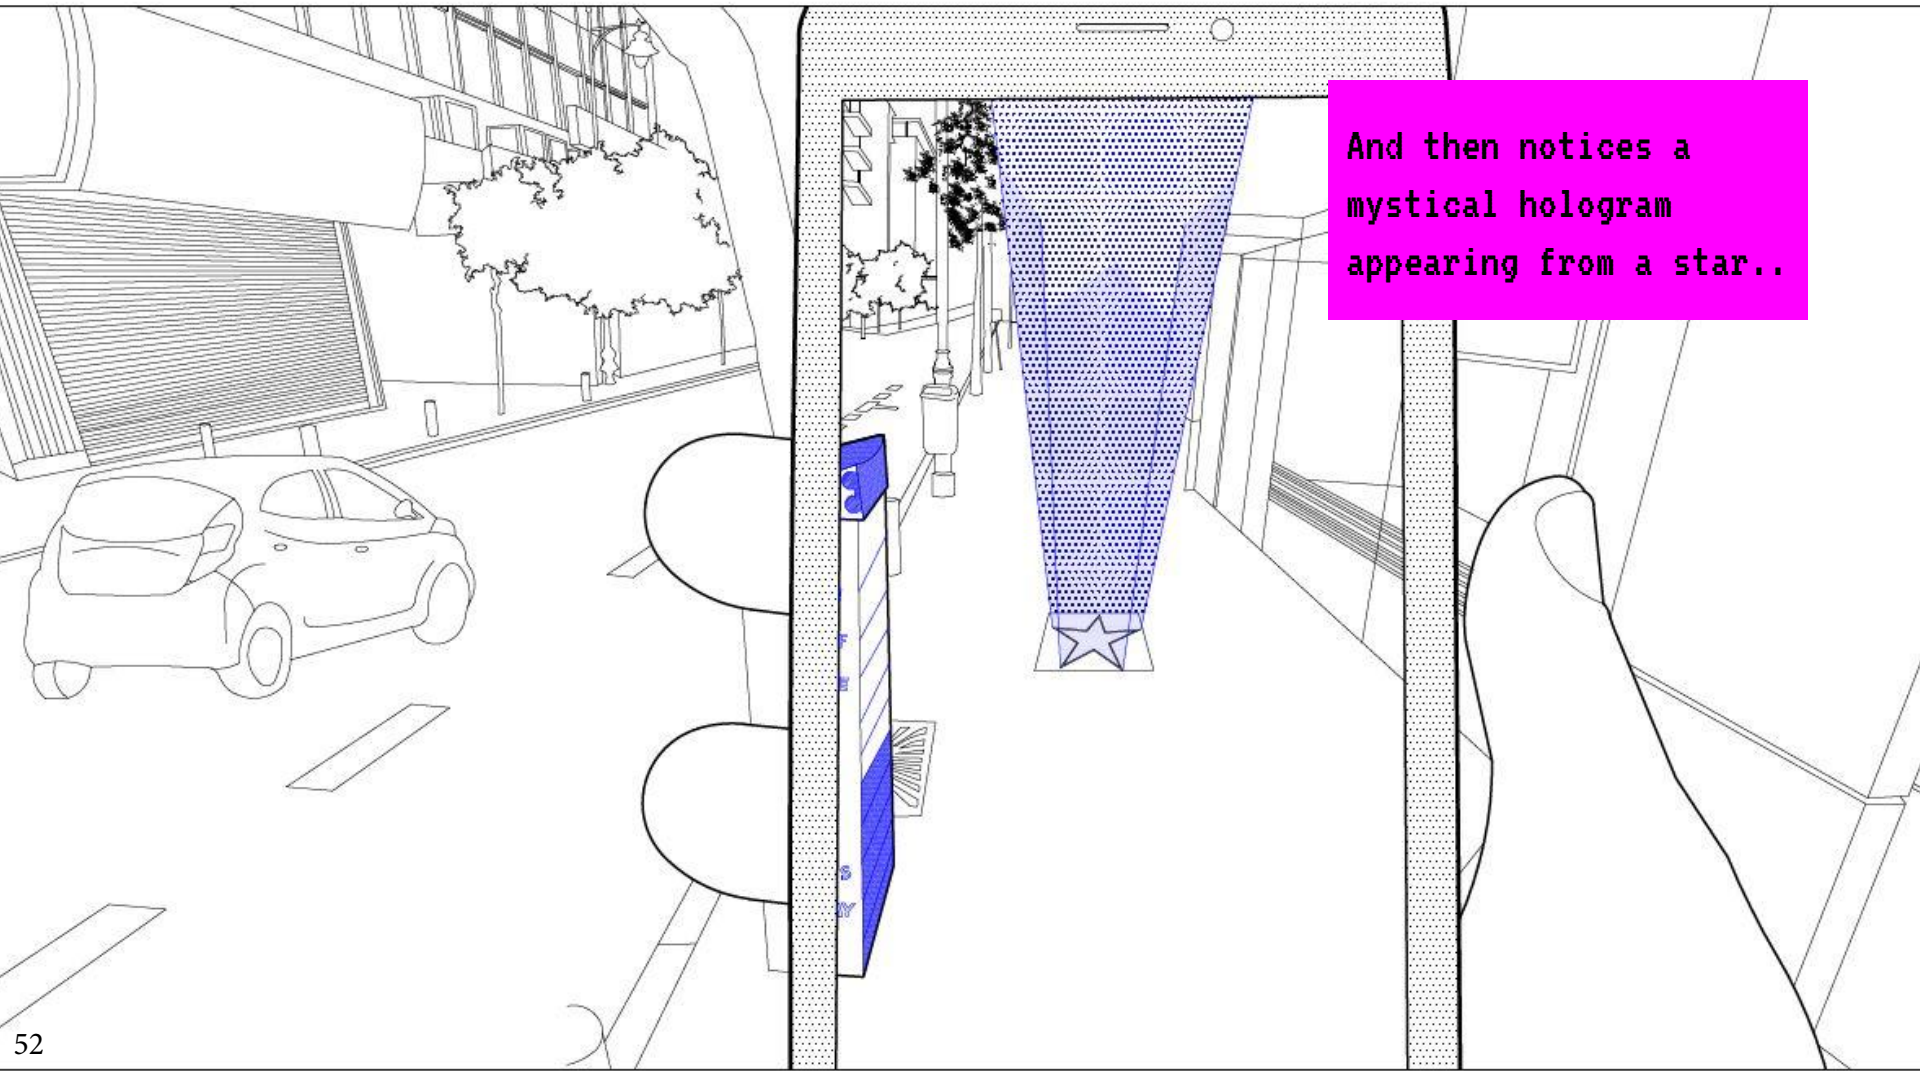 And then notices a
mystical hologram
appearing from a star..
52